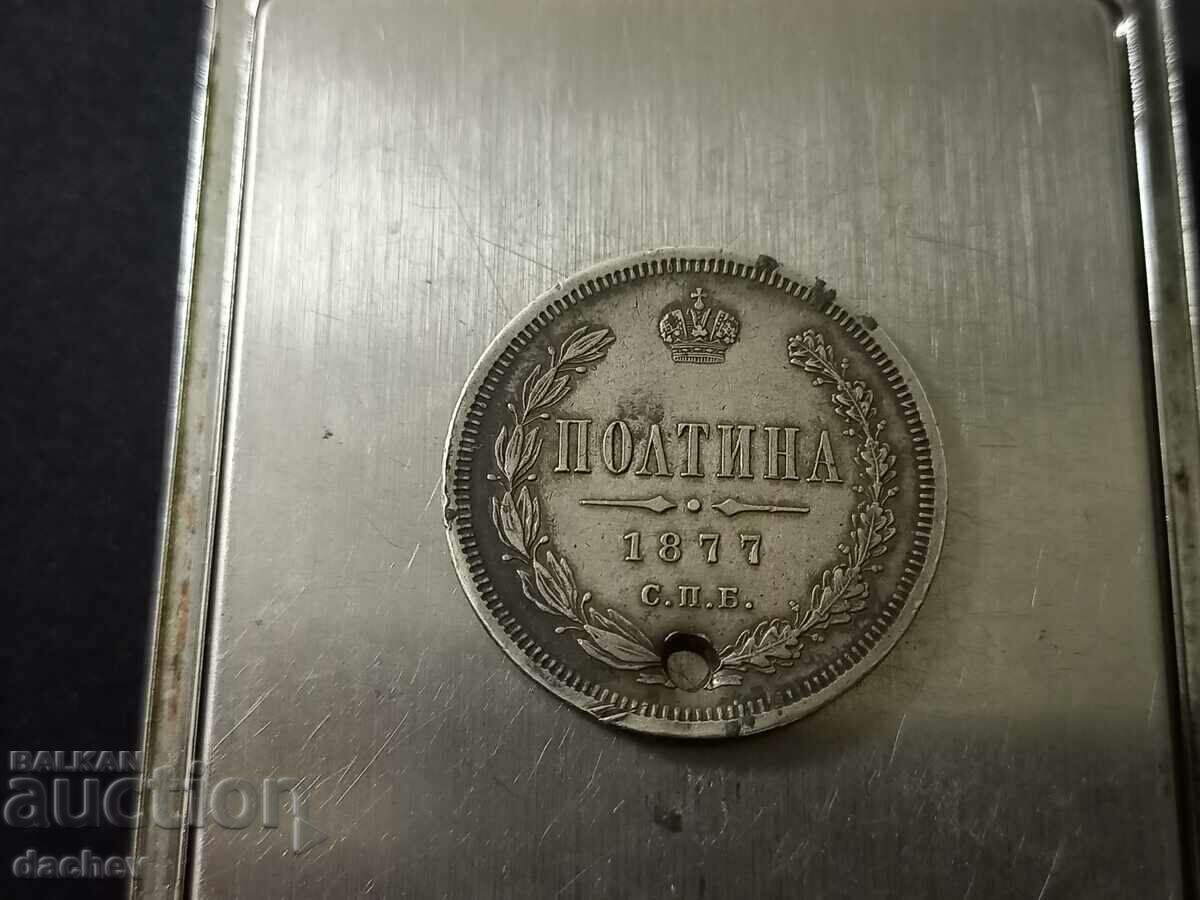 ПОЛТИНА
1877
С.П.Б.
BALKAN
auction
dachev